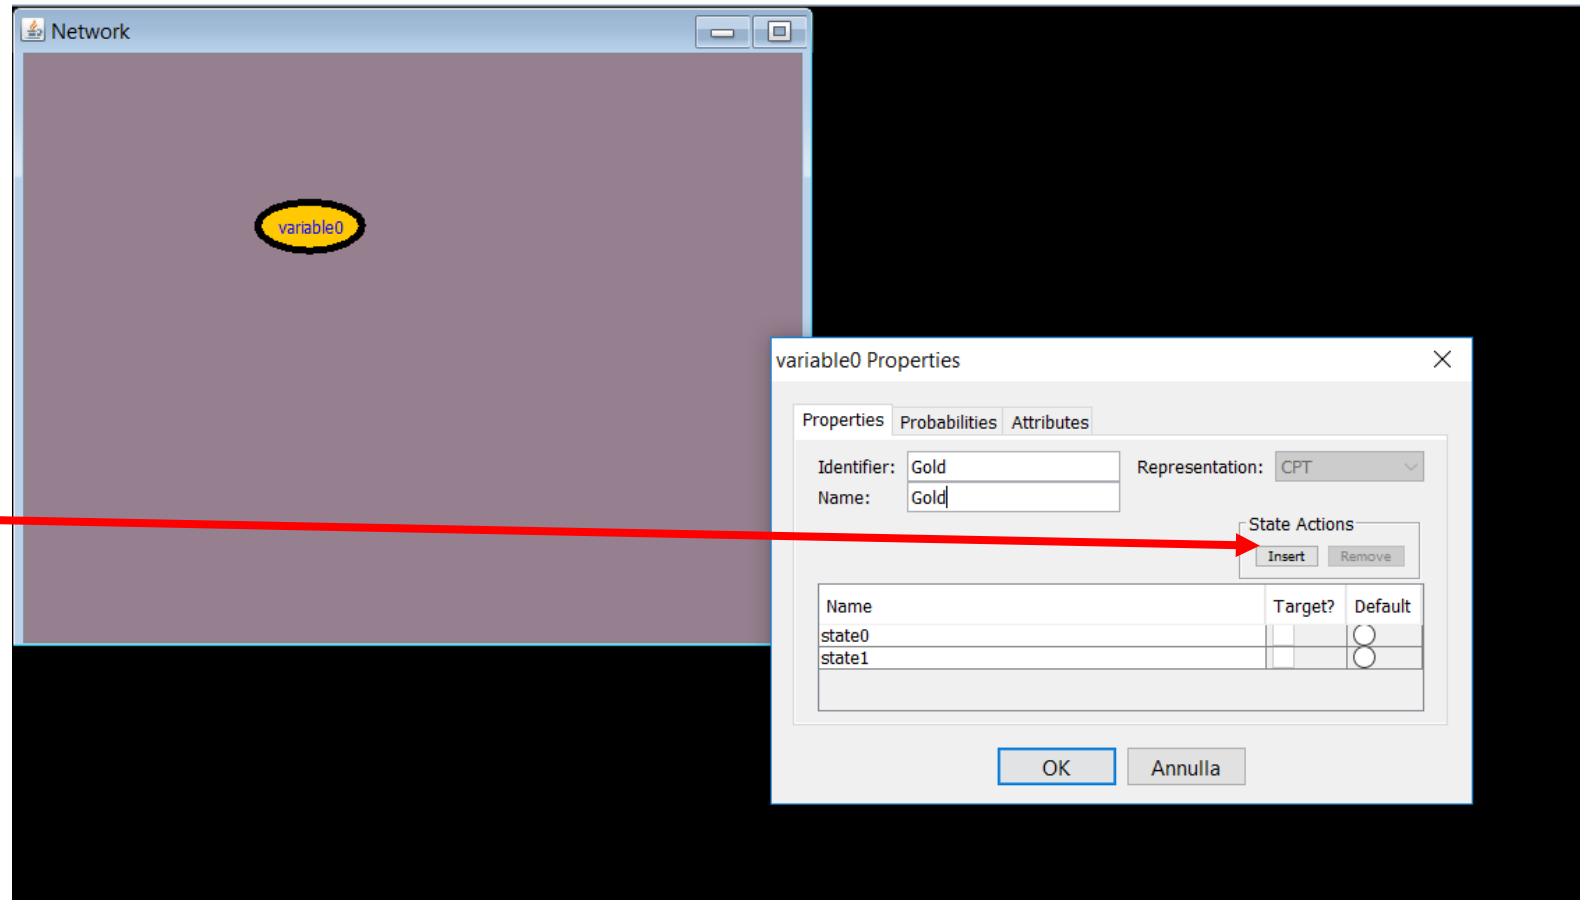 Network
variable0
variable0 Properties
Properties Probabilities Attributes
Identifier: Gold Representation: CPT
Name: Gold
State Actions
Insert Remove
Name Target? Default
state0
state1
OK Annulla